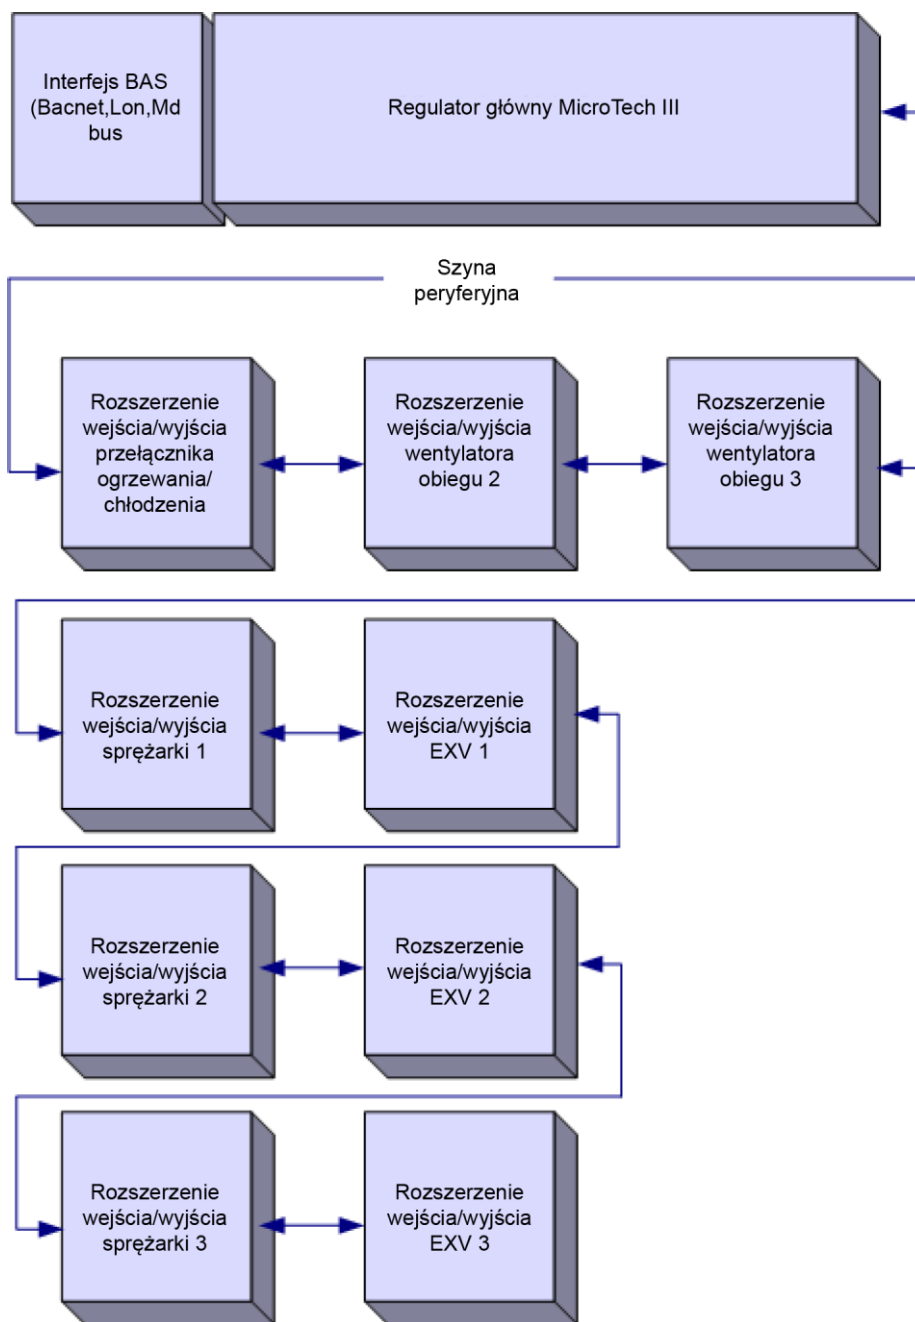 Interfejs BAS
(Bacnet,Lon,Md
bus
Regulator główny MicroTech III
Szyna
peryferyjna
Rozszerzenie
wejścia/wyjścia
przełącznika
ogrzewania/
chłodzenia
Rozszerzenie
wejścia/wyjścia
wentylatora
obiegu 2
Rozszerzenie
wejścia/wyjścia
wentylatora
obiegu 3
Rozszerzenie
wejścia/wyjścia
sprężarki 1
Rozszerzenie
wejścia/wyjścia
EXV 1
Rozszerzenie
wejścia/wyjścia
sprężarki 2
Rozszerzenie
wejścia/wyjścia
EXV 2
Rozszerzenie
wejścia/wyjścia
sprężarki 3
Rozszerzenie
wejścia/wyjścia
EXV 3